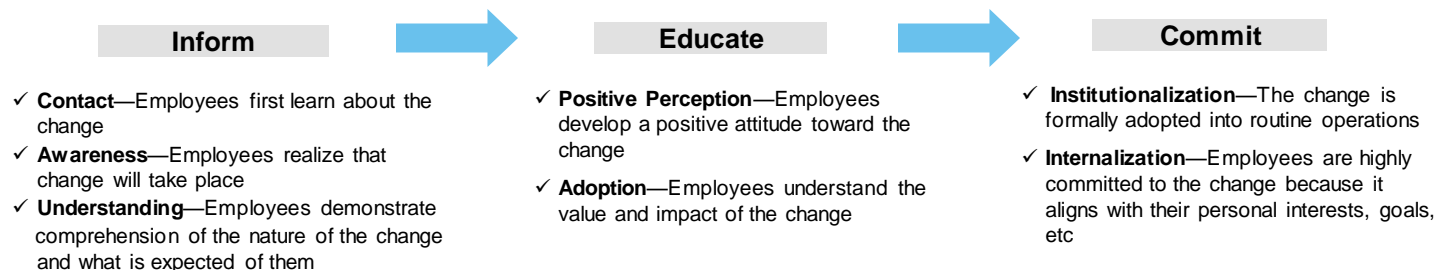 Inform
✓ Contact—Employees first learn about the
change
✓ Awareness—Employees realize that
change will take place
✓ Understanding—Employees demonstrate
comprehension of the nature of the change
and what is expected of them
Educate
✓ Positive Perception—Employees
develop a positive attitude toward the
change
✓ Adoption—Employees understand the
value and impact of the change
Commit
✓ Institutionalization—The change is
formally adopted into routine operations
✓ Internalization—Employees are highly
committed to the change because it
aligns with their personal interests, goals,
etc